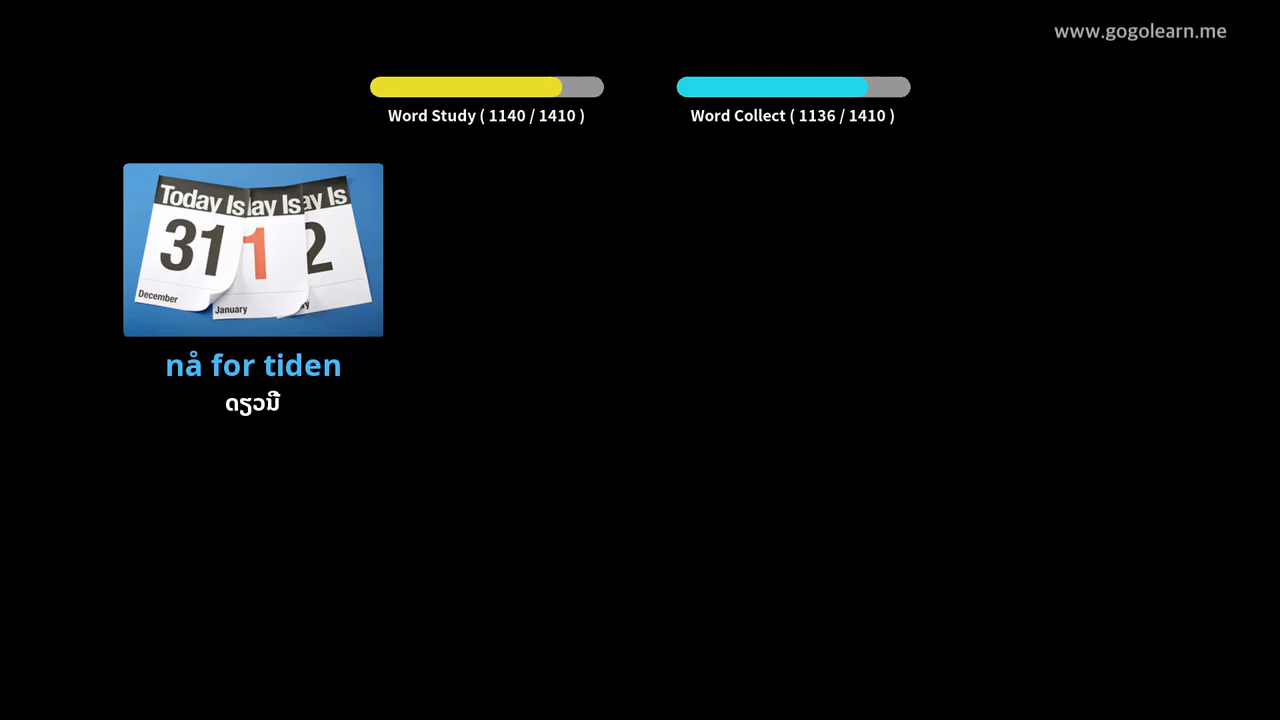 www.gogolearn.me
Word Study ( 1140 / 1410 )
Word Collect ( 1136 / 1410 )
Today Is ay Is ay Is
31 1 2
December
January
nå for tiden
ດຽວນີ້